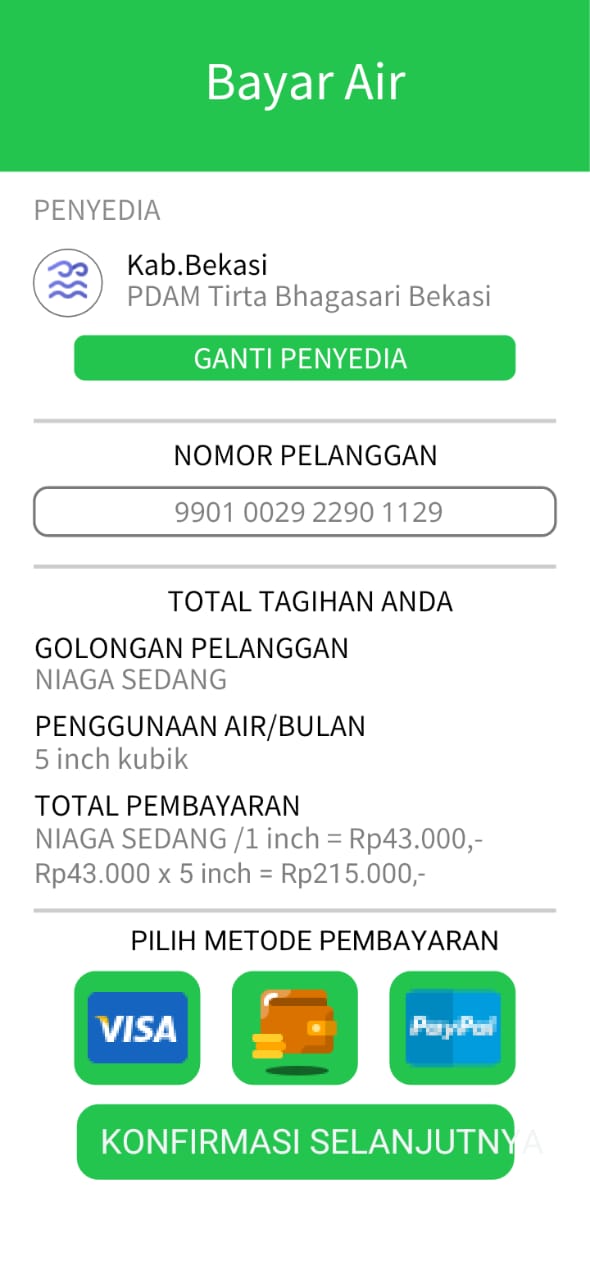 Bayar Air
PENYEDIA
Kab.Bekasi
PDAM Tirta Bhagasari Bekasi
GANTI PENYEDIA
NOMOR PELANGGAN
9901 0029 2290 1129
TOTAL TAGIHAN ANDA
GOLONGAN PELANGGAN
NIAGA SEDANG
PENGGUNAAN AIR/BULAN
5 inch kubik
TOTAL PEMBAYARAN
NIAGA SEDANG /1 inch = Rp43.000,-
Rp43.000 x 5 inch = Rp215.000,-
PILIH METODE PEMBAYARAN
VISA
PayPal
KONFIRMASI SELANJUTNYA